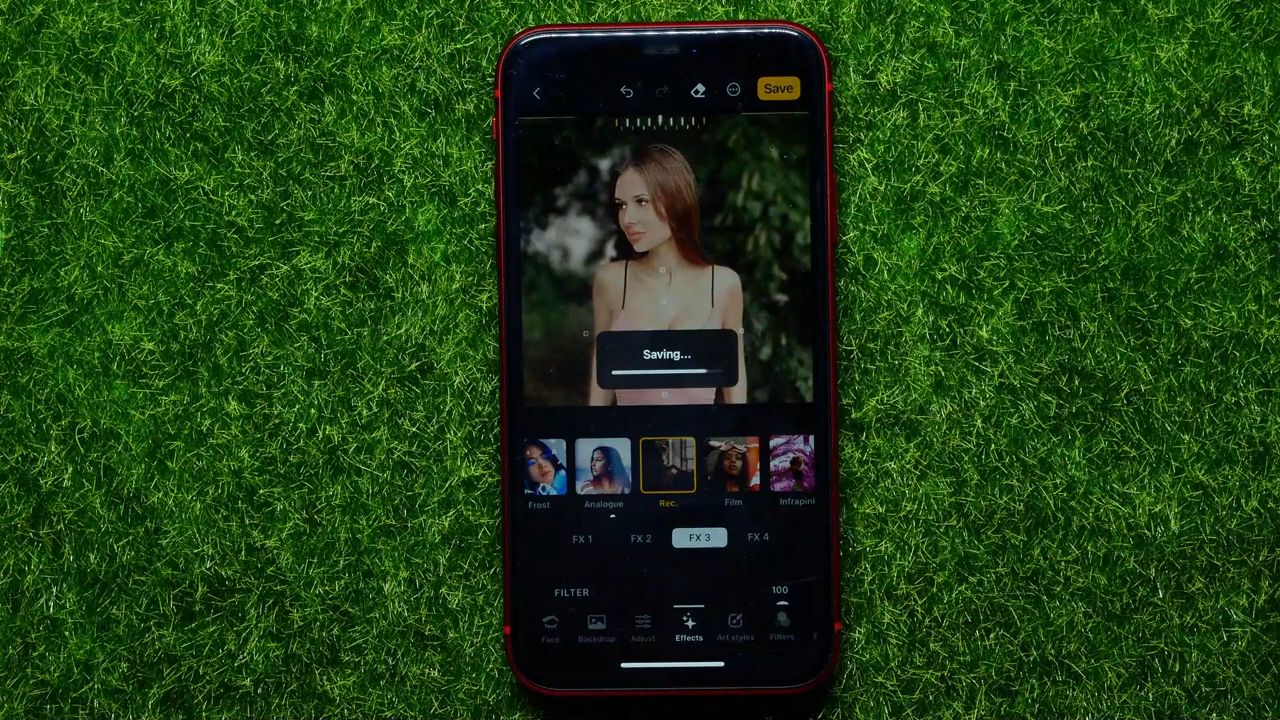 Save
Saving...
Frost Analogue Rec. Film Infrapink
FX 1 FX 2 FX 3 FX 4
FILTER 100
Face Backdrop Adjust Effects Art styles Filters